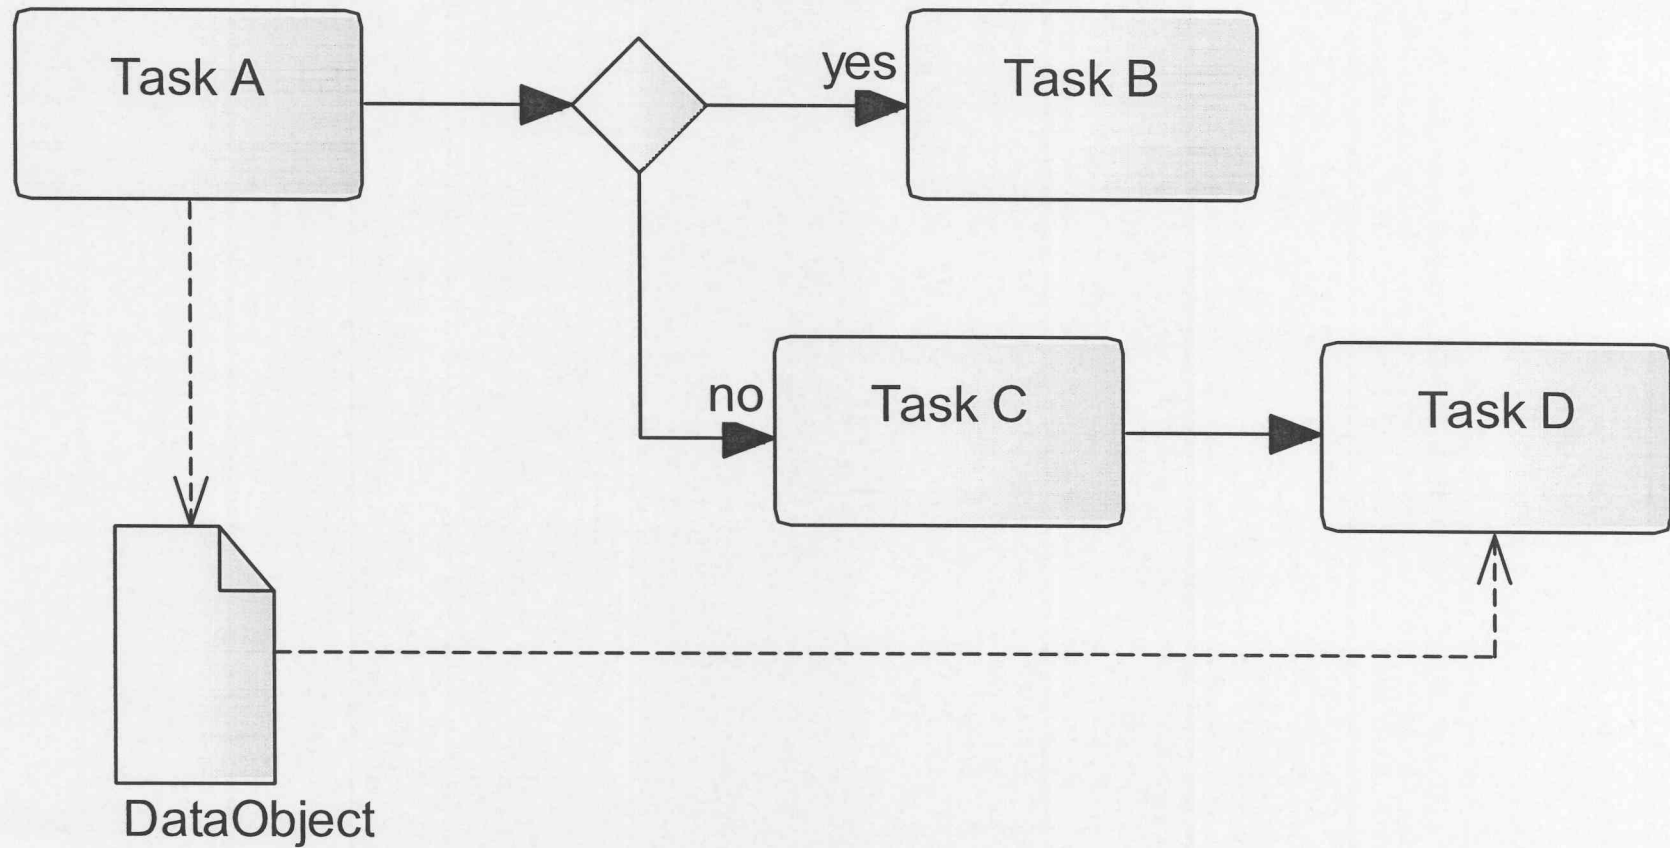 Task A
yes
Task B
no
Task C
Task D
DataObject